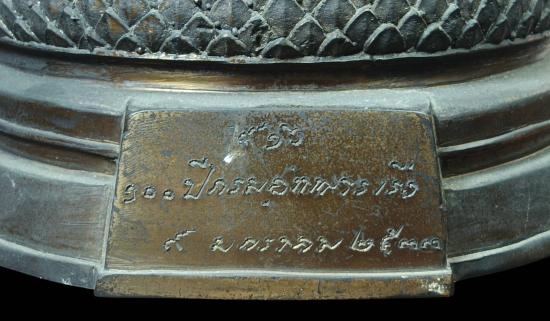 ๑๐๐ ปีกรมอู่ทหารเรือ
๙ มกราคม ๒๕๓๓